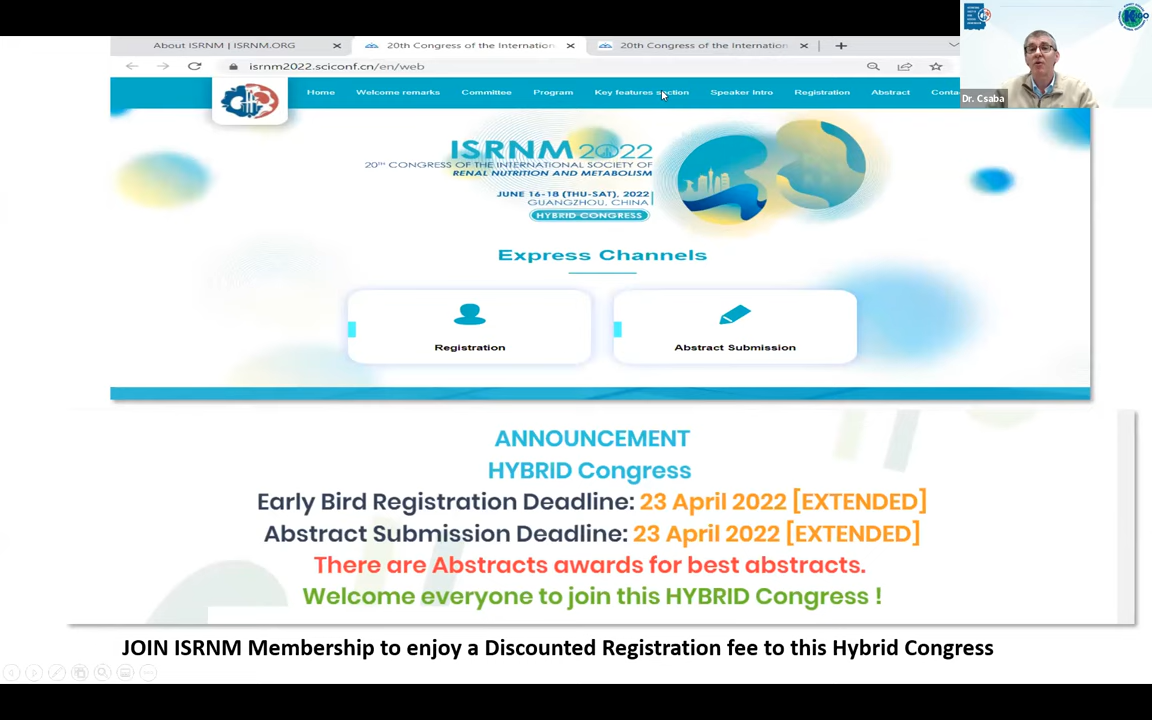 About ISRNM | ISRNM.ORG
20th Congress of the Internation
20th Congress of the Internation
isrnm2022.sciconf.cn/en/web
Home
Welcome remarks
Committee
Program
Key features section
Speaker Intro
Registration
Abstract
Conta
Dr. Csaba
ISRNM 2022
20TH CONGRESS OF THE INTERNATIONAL SOCIETY OF
RENAL NUTRITION AND METABOLISM
JUNE 16-18 (THU-SAT), 2022
GUANGZHOU, CHINA
HYBRID CONGRESS
Express Channels
Registration
Abstract Submission
ANNOUNCEMENT
HYBRID Congress
Early Bird Registration Deadline: 23 April 2022 [EXTENDED]
Abstract Submission Deadline: 23 April 2022 [EXTENDED]
There are Abstracts awards for best abstracts.
Welcome everyone to join this HYBRID Congress !
JOIN ISRNM Membership to enjoy a Discounted Registration fee to this Hybrid Congress